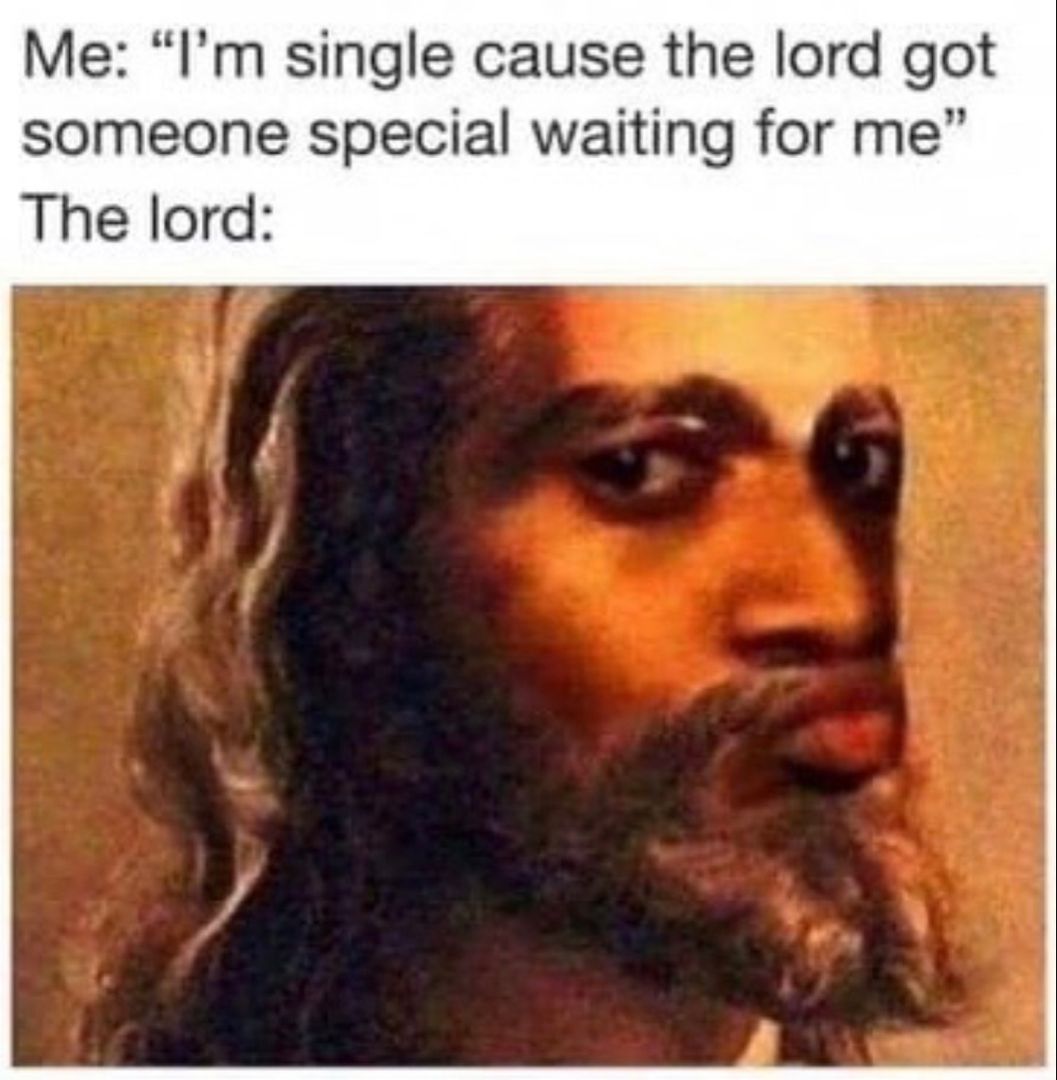 Me: “I’m single cause the lord got
someone special waiting for me”
The lord: